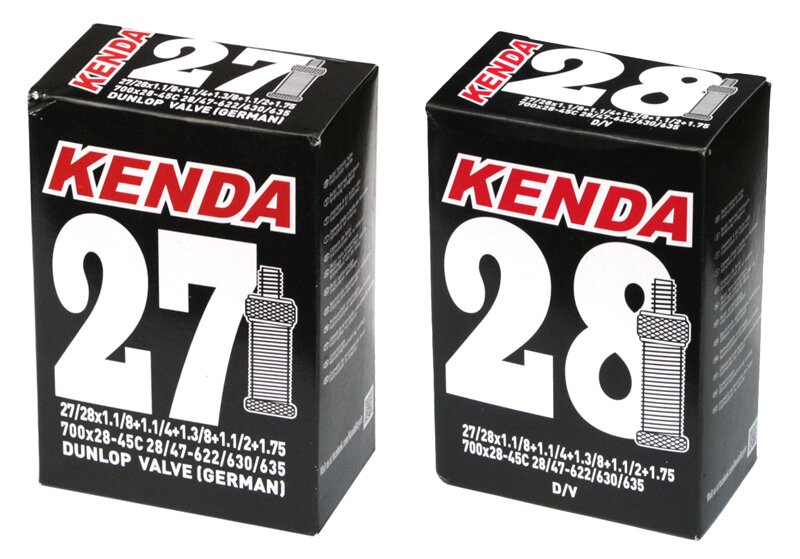 KENDA
27
27/28x1.1/8+1.1/4+1.3/8+1.1/2+1.75
700x28-45C 28/47-622/630/635
DUNLOP VALVE (GERMAN)
KENDA
27
27/28x1.1/8+1.1/4+1.3/8+1.1/2+1.75
700x28-45C 28/47-622/630/635
DUNLOP VALVE (GERMAN)
KENDA
28
27/28x1.1/8+1.1/4+1.3/8+1.1/2+1.75
700x28-45C 28/47-622/630/635
D/V
KENDA
28
27/28x1.1/8+1.1/4+1.3/8+1.1/2+1.75
700x28-45C 28/47-622/630/635
D/V